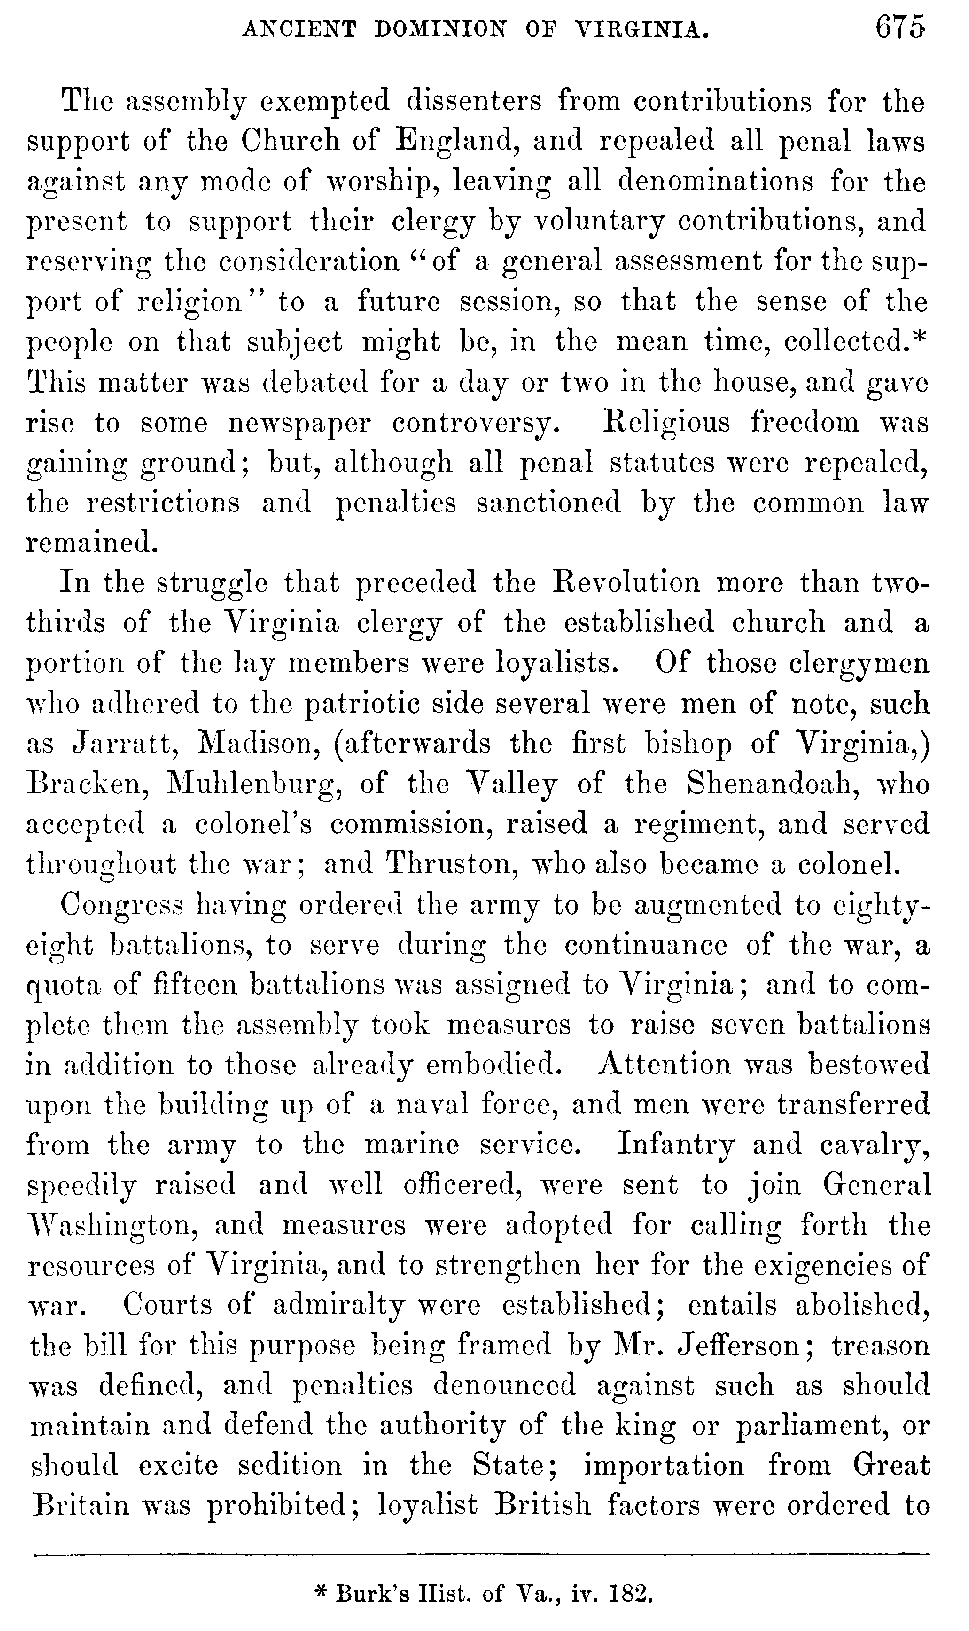 ANCIENT DOMINION OF VIRGINIA. 675
The assembly exempted dissenters from contributions for the
support of the Church of England, and repealed all penal laws
against any mode of worship, leaving all denominations for the
present to support their clergy by voluntary contributions, and
reserving the consideration "of a general assessment for the sup-
port of religion" to a future session, so that the sense of the
people on that subject might be, in the mean time, collected.*
This matter was debated for a day or two in the house, and gave
rise to some newspaper controversy. Religious freedom was
gaining ground; but, although all penal statutes were repealed,
the restrictions and penalties sanctioned by the common law
remained.
In the struggle that preceded the Revolution more than two-
thirds of the Virginia clergy of the established church and a
portion of the lay members were loyalists. Of those clergymen
who adhered to the patriotic side several were men of note, such
as Jarratt, Madison, (afterwards the first bishop of Virginia,)
Bracken, Muhlenburg, of the Valley of the Shenandoah, who
accepted a colonel's commission, raised a regiment, and served
throughout the war; and Thruston, who also became a colonel.
Congress having ordered the army to be augmented to eighty-
eight battalions, to serve during the continuance of the war, a
quota of fifteen battalions was assigned to Virginia; and to com-
plete them the assembly took measures to raise seven battalions
in addition to those already embodied. Attention was bestowed
upon the building up of a naval force, and men were transferred
from the army to the marine service. Infantry and cavalry,
speedily raised and well officered, were sent to join General
Washington, and measures were adopted for calling forth the
resources of Virginia, and to strengthen her for the exigencies of
war. Courts of admiralty were established; entails abolished,
the bill for this purpose being framed by Mr. Jefferson; treason
was defined, and penalties denounced against such as should
maintain and defend the authority of the king or parliament, or
should excite sedition in the State; importation from Great
Britain was prohibited; loyalist British factors were ordered to
* Burk's Hist. of Va., iv. 182.